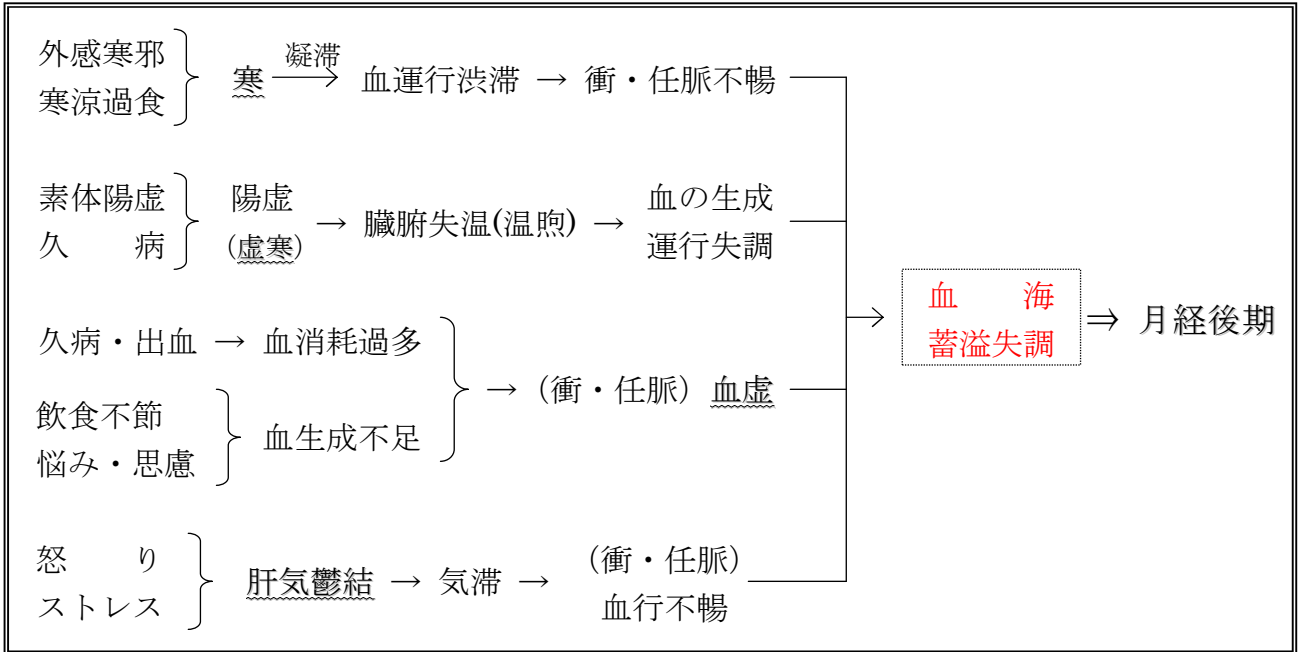 外感寒邪
寒涼過食
寒
凝滞
→ 血運行渋滞 → 衝・任脈不暢
素体陽虚
久　　病
陽虚
(虚寒)
→ 臓腑失温(温煦) →
血の生成
運行失調
久病・出血 → 血消耗過多
飲食不節
悩み・思慮
血生成不足
→ (衝・任脈) 血虚
怒　　り
ストレス
肝気鬱結 → 気滞 →
(衝・任脈)
血行不暢
血　　海
蓄溢失調
⇒ 月経後期